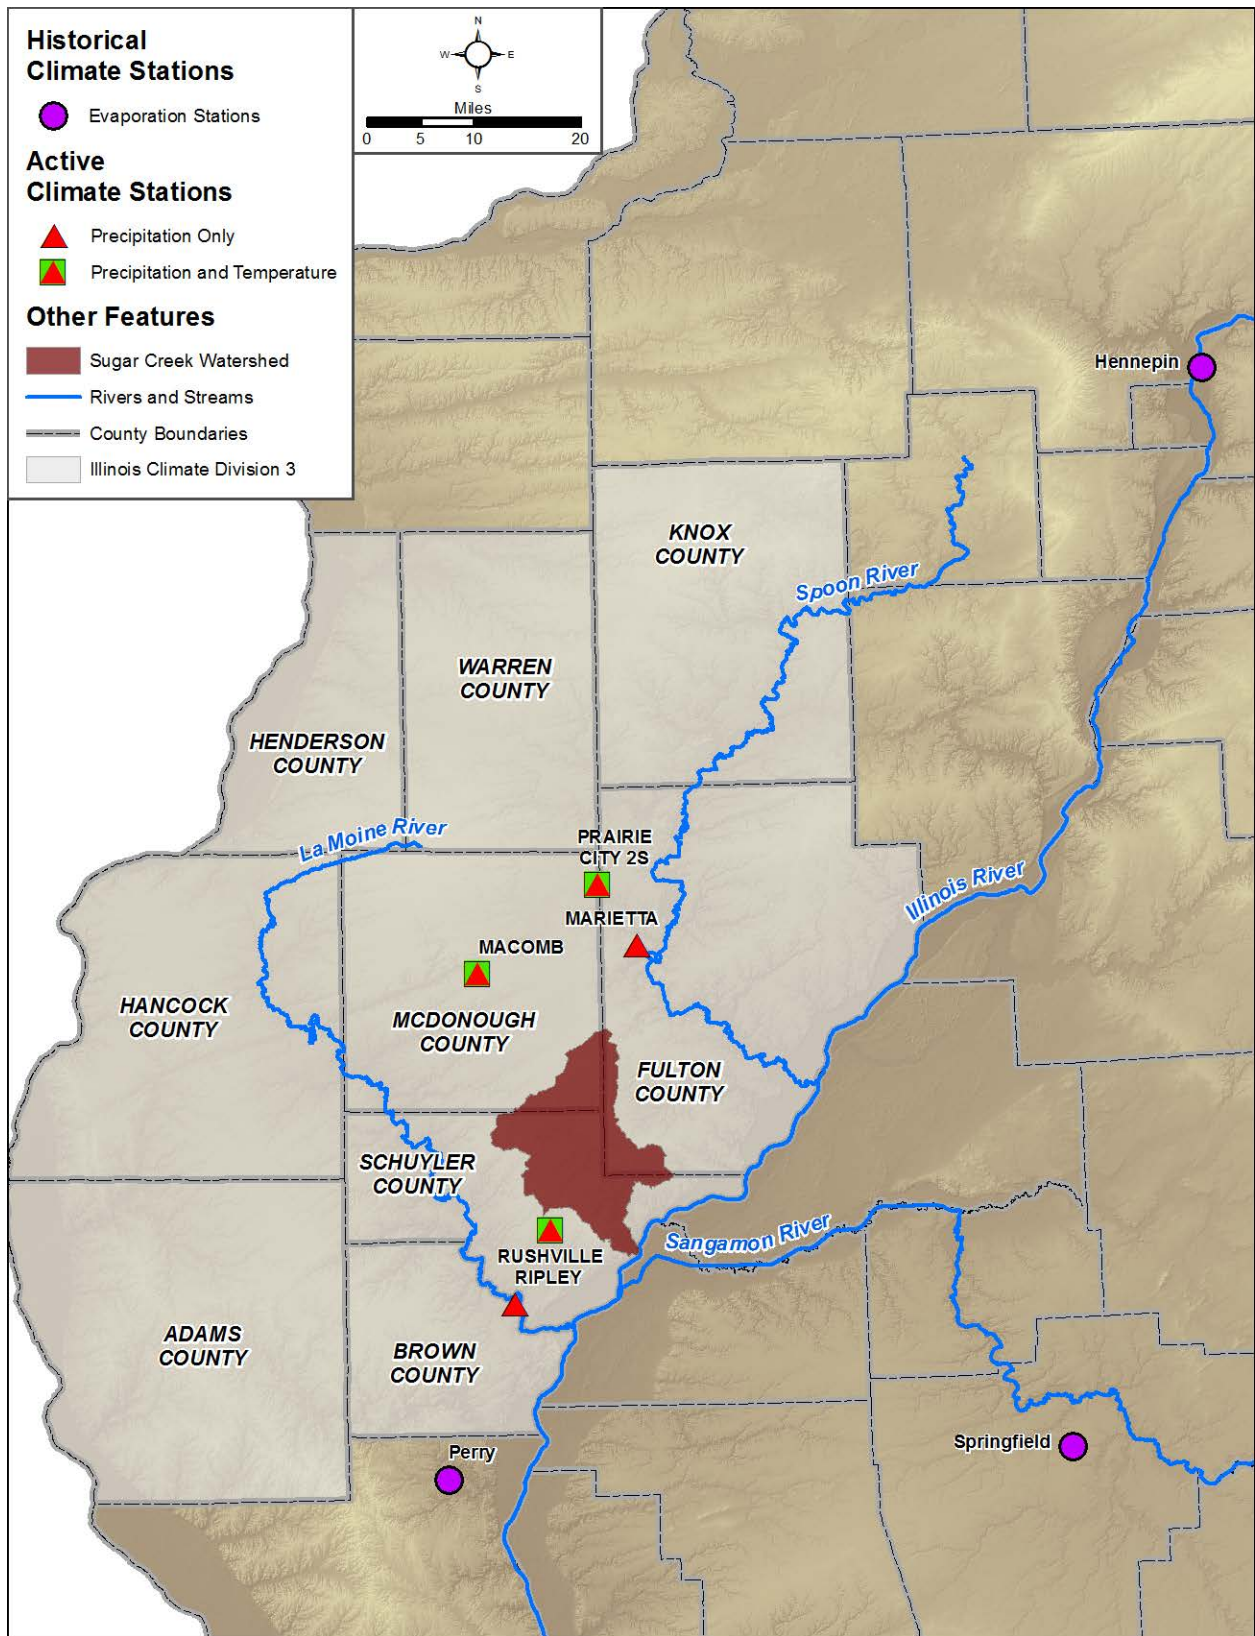 Historical
Climate Stations
Evaporation Stations
Active
Climate Stations
Precipitation Only
Precipitation and Temperature
Other Features
Sugar Creek Watershed
Rivers and Streams
County Boundaries
Illinois Climate Division 3
N
W E
S
Miles
0 5 10 20
Hennepin
KNOX
COUNTY
Spoon River
WARREN
COUNTY
HENDERSON
COUNTY
La Moine River
PRAIRIE
CITY 2S
Illinois River
MARIETTA
MACOMB
HANCOCK
COUNTY
MCDONOUGH
COUNTY
FULTON
COUNTY
SCHUYLER
COUNTY
Sangamon River
RUSHVILLE
RIPLEY
ADAMS
COUNTY
BROWN
COUNTY
Perry
Springfield